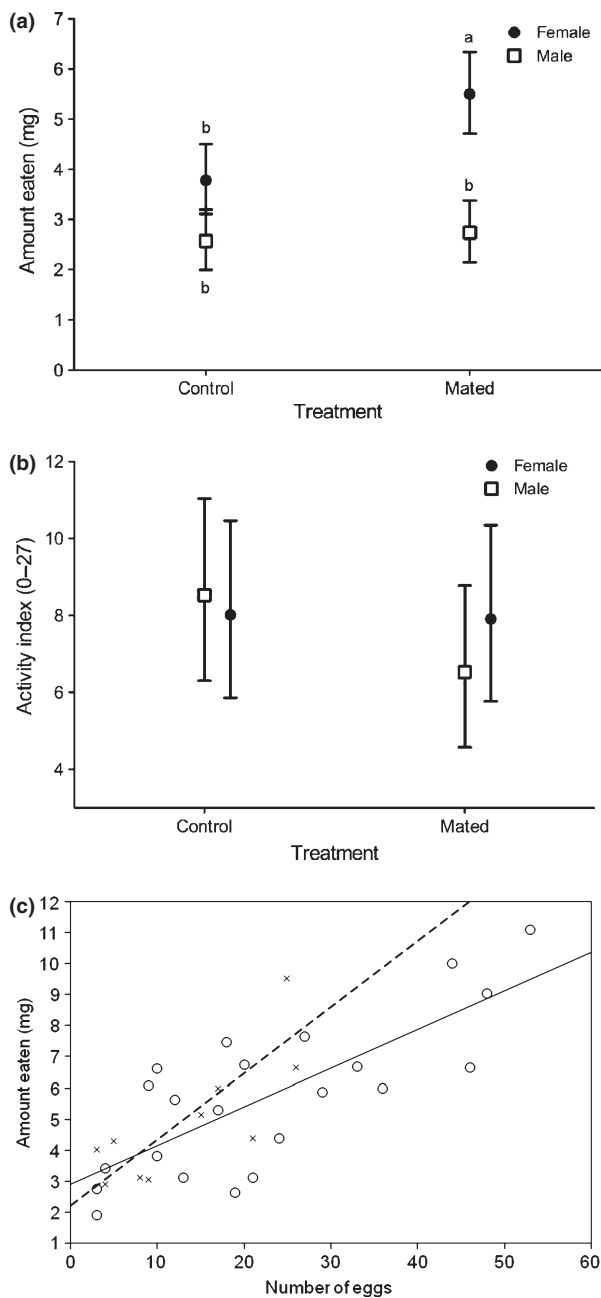 (a)
7
6
5
4
3
2
1
0
Amount eaten (mg)
Female
Male
a
b
b
b
Control
Mated
Treatment
(b)
12
10
8
6
4
Activity index (0–27)
Female
Male
Control
Mated
Treatment
(c)
12
11
10
9
8
7
6
5
4
3
2
1
Amount eaten (mg)
0
10
20
30
40
50
60
Number of eggs